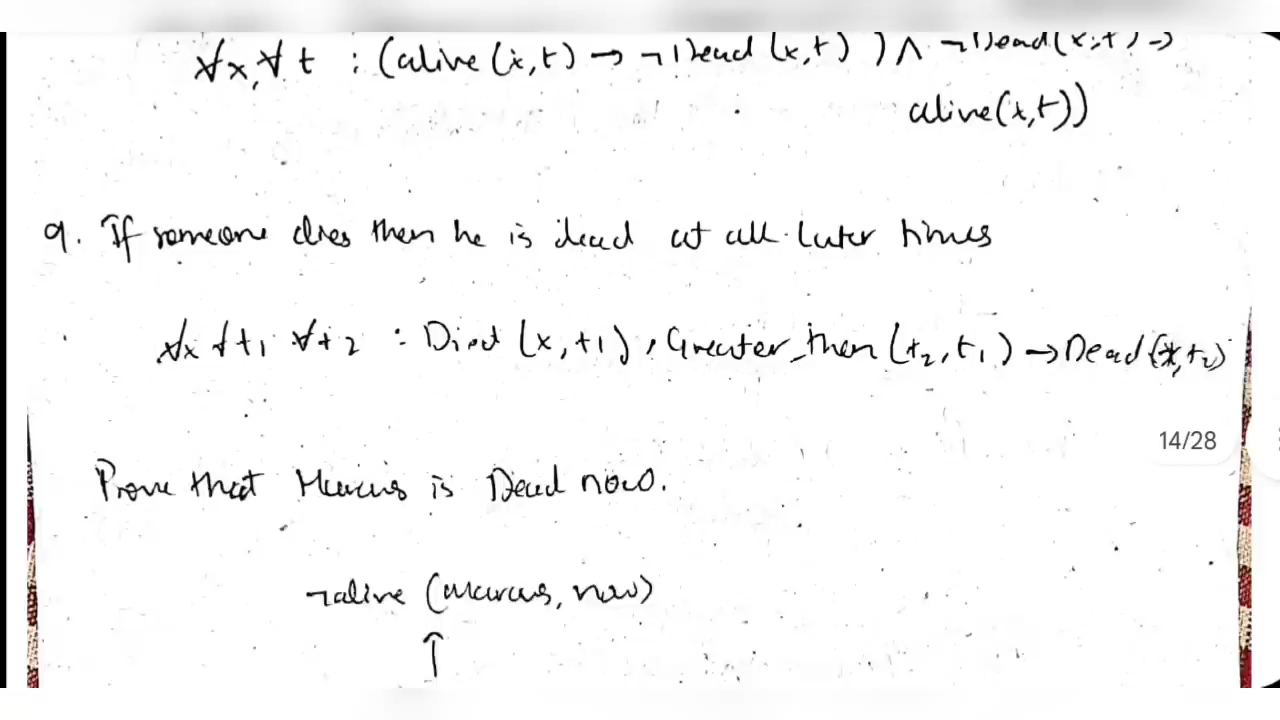 ∀x,∀t : (alive(x,t) → ¬Dead(x,t)) ∧ ¬Dead(x,t) →
alive(x,t))
9. If someone dies then he is dead at all later times
∀x ∀t1 ∀t2 : Died (x,t1), Greater_then (t2,t1) → Dead(x,t2)
14/28
Prove that Marcus is Dead now.
¬alive (Marcus, now)
↑